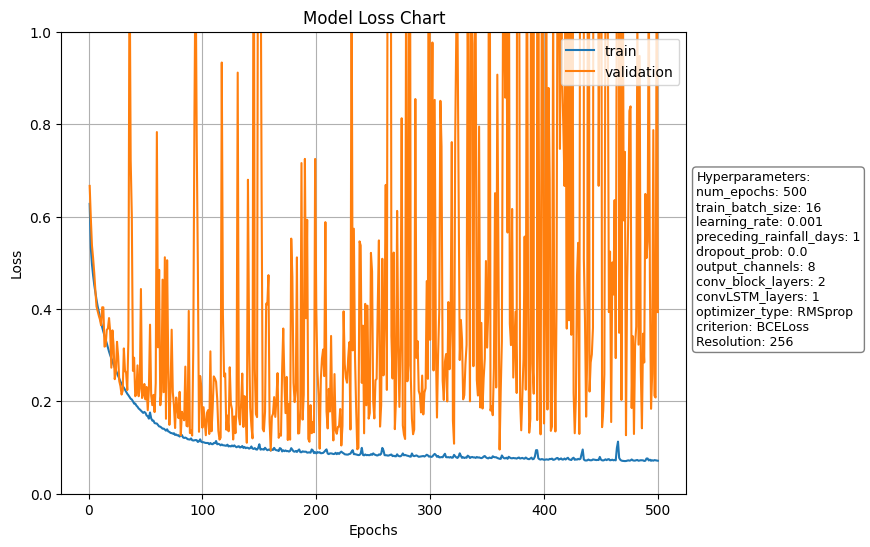 Model Loss Chart
1.0
0.8
0.6
0.4
0.2
0.0
Loss
0
100
200
300
400
500
Epochs
train
validation
Hyperparameters:
num_epochs: 500
train_batch_size: 16
learning_rate: 0.001
preceding_rainfall_days: 1
dropout_prob: 0.0
output_channels: 8
conv_block_layers: 2
convLSTM_layers: 1
optimizer_type: RMSprop
criterion: BCELoss
Resolution: 256